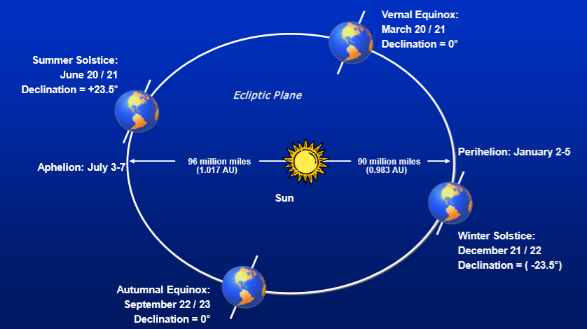 Vernal Equinox:
March 20 / 21
Declination = 0°
Summer Solstice:
June 20 / 21
Declination = +23.5°
Ecliptic Plane
Aphelion: July 3-7
96 million miles
(1.017 AU)
90 million miles
(0.983 AU)
Perihelion: January 2-5
Sun
Winter Solstice:
December 21 / 22
Declination = ( -23.5°)
Autumnal Equinox:
September 22 / 23
Declination = 0°